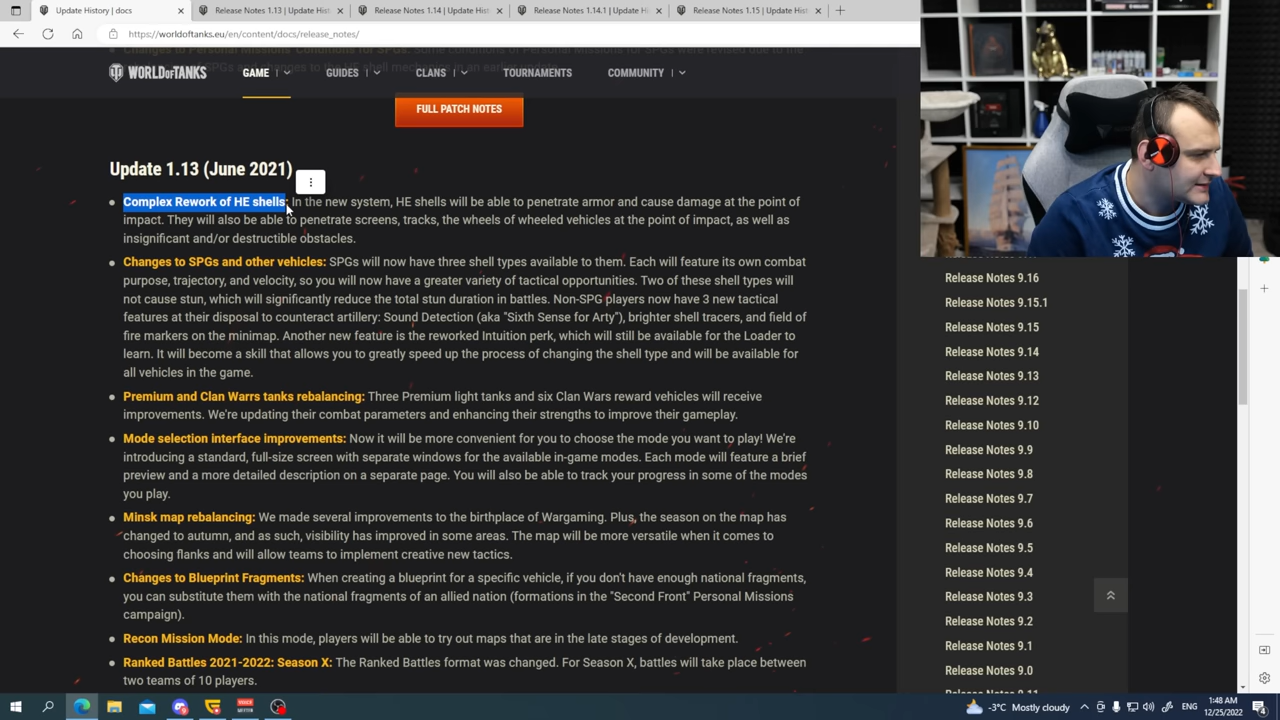 Update History | docs
Release Notes 1.13 | Update Hist
Release Notes 1.14 | Update Hist
Release Notes 1.14.1 | Update H
Release Notes 1.15 | Update Hist
https://worldoftanks.eu/en/content/docs/release_notes/
WORLD OF TANKS
GAME
GUIDES
CLANS
TOURNAMENTS
COMMUNITY
FULL PATCH NOTES
Update 1.13 (June 2021)
Complex Rework of HE shells: In the new system, HE shells will be able to penetrate armor and cause damage at the point of
impact. They will also be able to penetrate screens, tracks, the wheels of wheeled vehicles at the point of impact, as well as
insignificant and/or destructible obstacles.
Changes to SPGs and other vehicles: SPGs will now have three shell types available to them. Each will feature its own combat
purpose, trajectory, and velocity, so you will now have a greater variety of tactical opportunities. Two of these shell types will
not cause stun, which will significantly reduce the total stun duration in battles. Non-SPG players now have 3 new tactical
features at their disposal to counteract artillery: Sound Detection (aka "Sixth Sense for Arty"), brighter shell tracers, and field of
fire markers on the minimap. Another new feature is the reworked Intuition perk, which will still be available for the Loader to
learn. It will become a skill that allows you to greatly speed up the process of changing the shell type and will be available for
all vehicles in the game.
Premium and Clan Warrs tanks rebalancing: Three Premium light tanks and six Clan Wars reward vehicles will receive
improvements. We're updating their combat parameters and enhancing their strengths to improve their gameplay.
Mode selection interface improvements: Now it will be more convenient for you to choose the mode you want to play! We're
introducing a standard, full-size screen with separate windows for the available in-game modes. Each mode will feature a brief
preview and a more detailed description on a separate page. You will also be able to track your progress in some of the modes
you play.
Minsk map rebalancing: We made several improvements to the birthplace of Wargaming. Plus, the season on the map has
changed to autumn, and as such, visibility has improved in some areas. The map will be more versatile when it comes to
choosing flanks and will allow teams to implement creative new tactics.
Changes to Blueprint Fragments: When creating a blueprint for a specific vehicle, if you don't have enough national fragments,
you can substitute them with the national fragments of an allied nation (formations in the "Second Front" Personal Missions
campaign).
Recon Mission Mode: In this mode, players will be able to try out maps that are in the late stages of development.
Ranked Battles 2021-2022: Season X: The Ranked Battles format was changed. For Season X, battles will take place between
two teams of 10 players.
Release Notes 9.16
Release Notes 9.15.1
Release Notes 9.15
Release Notes 9.14
Release Notes 9.13
Release Notes 9.12
Release Notes 9.10
Release Notes 9.9
Release Notes 9.8
Release Notes 9.7
Release Notes 9.6
Release Notes 9.5
Release Notes 9.4
Release Notes 9.3
Release Notes 9.2
Release Notes 9.1
Release Notes 9.0
-3°C Mostly cloudy
ENG
1:48 AM
12/25/2022
4